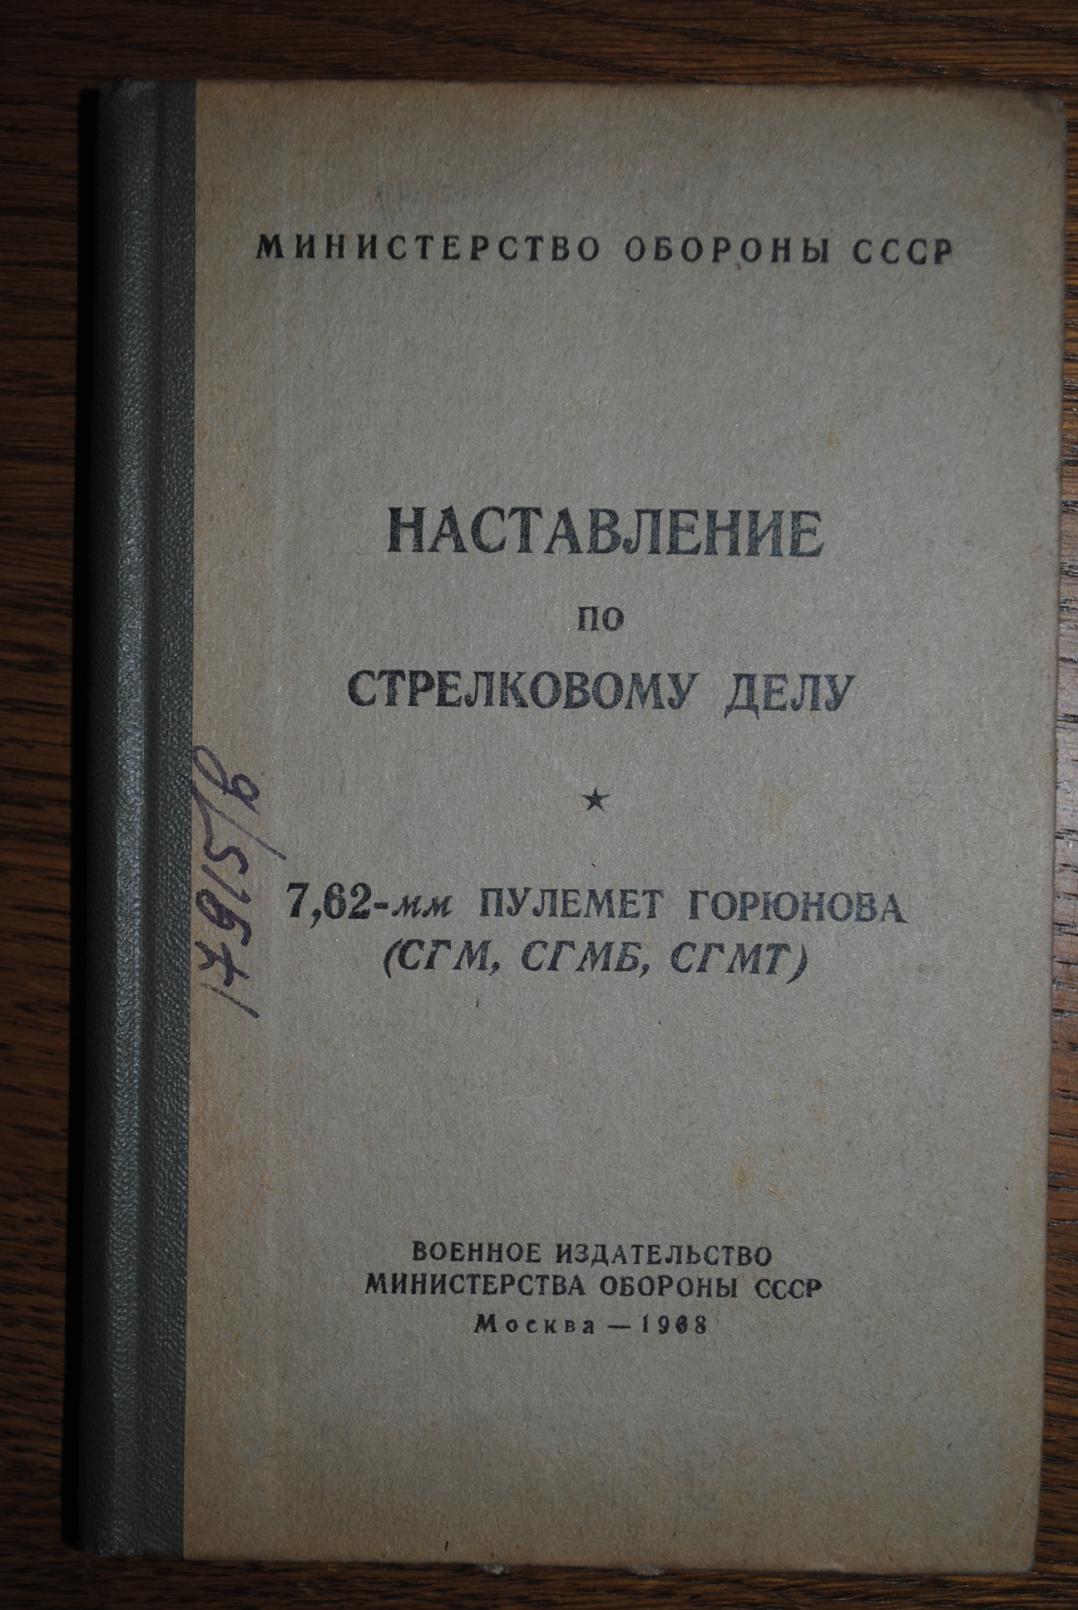 МИНИСТЕРСТВО ОБОРОНЫ СССР
НАСТАВЛЕНИЕ
ПО
СТРЕЛКОВОМУ ДЕЛУ
★
7,62-мм ПУЛЕМЕТ ГОРЮНОВА
(СГМ, СГМБ, СГМТ)
ВОЕННОЕ ИЗДАТЕЛЬСТВО
МИНИСТЕРСТВА ОБОРОНЫ СССР
Москва — 1968